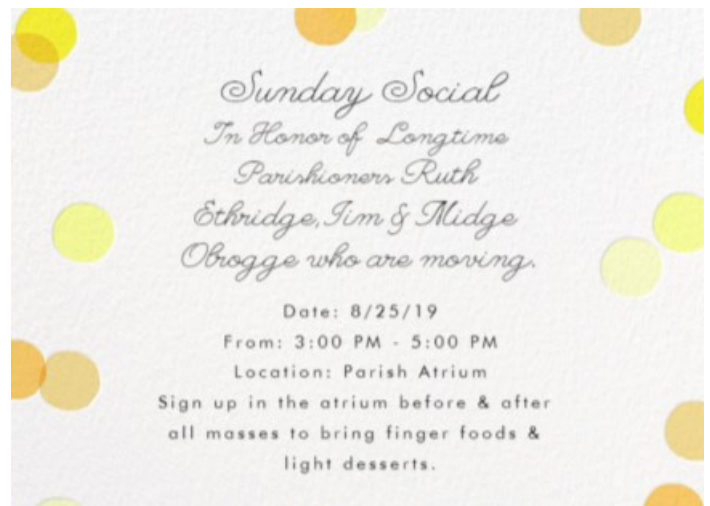 Sunday Social
In Honor of Longtime
Parishioners Ruth
Ethridge, Jim & Midge
Obrogge who are moving.
Date: 8/25/19
From: 3:00 PM - 5:00 PM
Location: Parish Atrium
Sign up in the atrium before & after
all masses to bring finger foods &
light desserts.